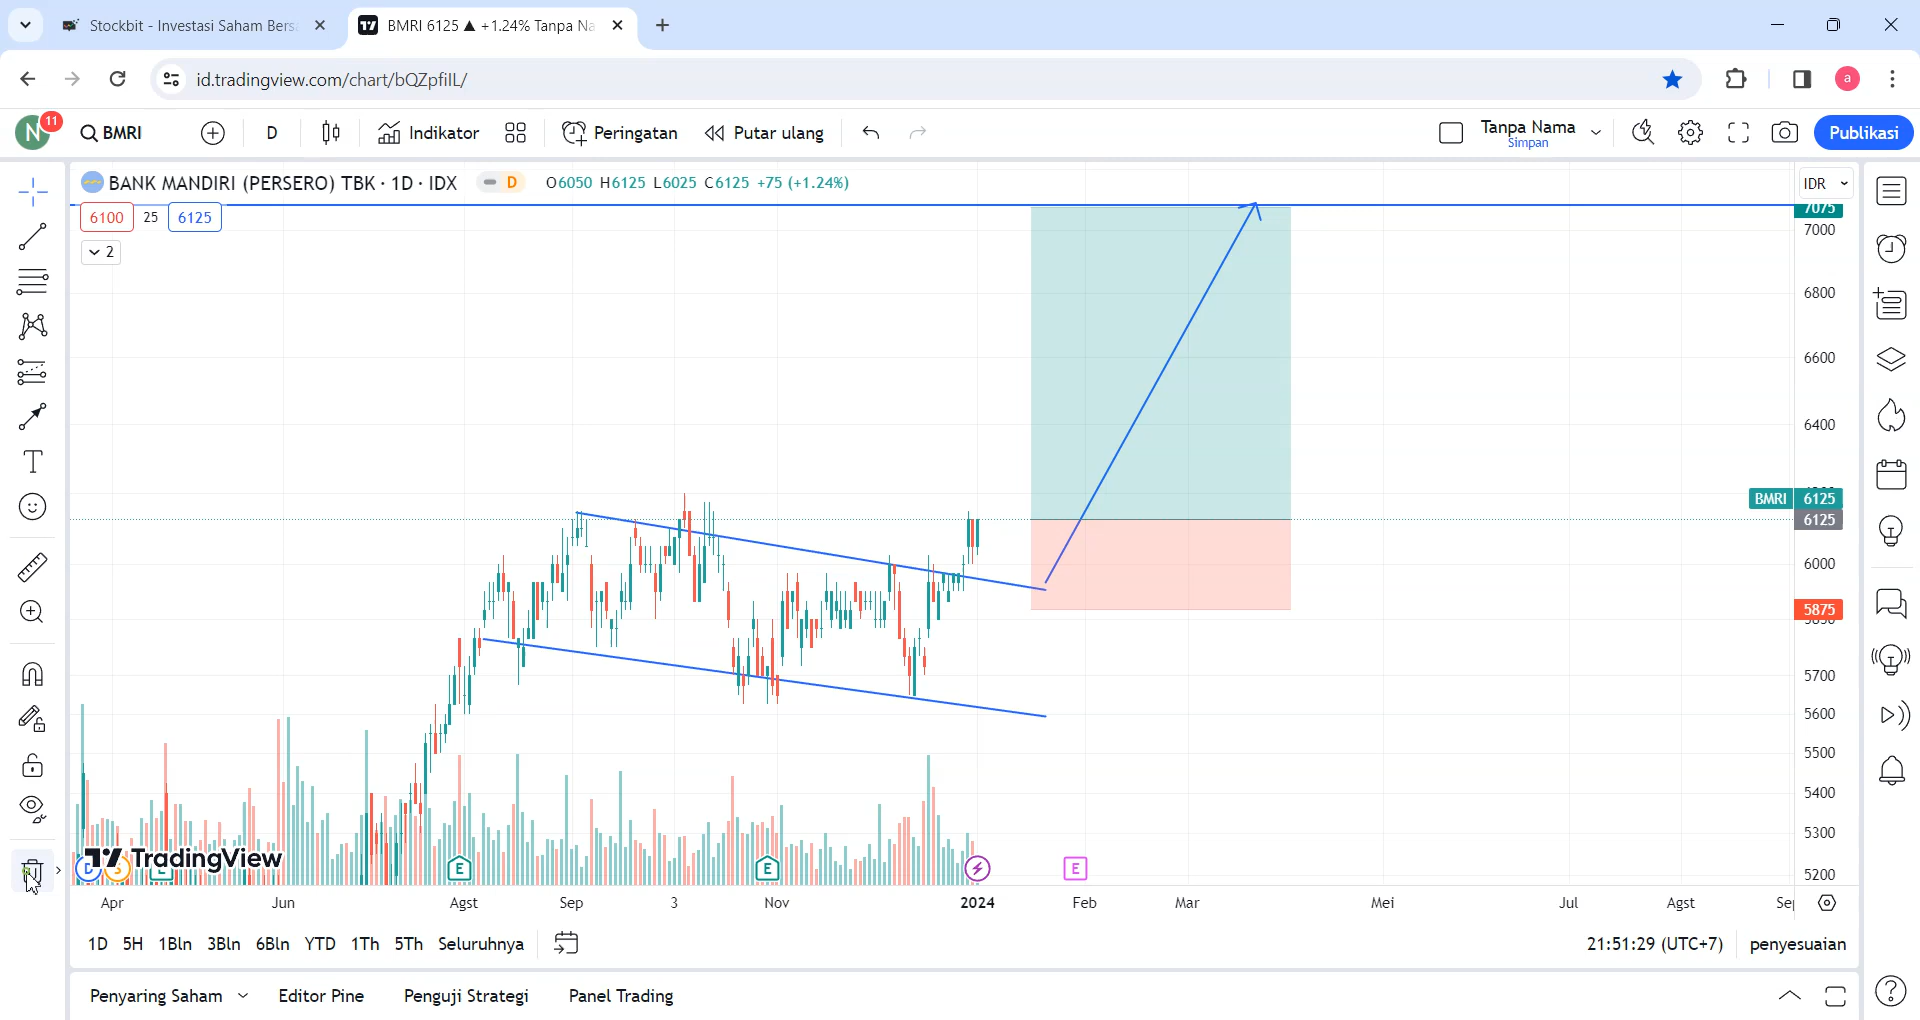 Stockbit - Investasi Saham Bers
BMRI 6125 ▲ +1.24% Tanpa Na
id.tradingview.com/chart/bQZpfiIL/
N
11
BMRI
D
Indikator
Peringatan
Putar ulang
Tanpa Nama
Simpan
Publikasi
a
BANK MANDIRI (PERSERO) TBK · 1D · IDX
D
O6050 H6125 L6025 C6125 +75 (+1.24%)
IDR
6100
25
6125
2
7075
7000
6800
6600
6400
BMRI 6125
6125
6000
5875
5850
5700
5600
5500
5400
5300
5200
TradingView
D
S
E
E
E
E
Apr
Jun
Agst
Sep
3
Nov
2024
Feb
Mar
Mei
Jul
Agst
Se
1D 5H 1Bln 3Bln 6Bln YTD 1Th 5Th Seluruhnya
21:51:29 (UTC+7)
penyesuaian
Penyaring Saham
Editor Pine
Penguji Strategi
Panel Trading